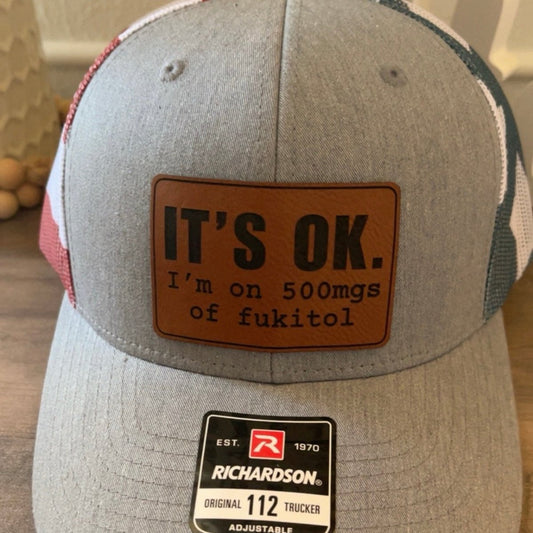 IT'S OK.
I'm on 500mgs
of fukitol
EST. R 1970
RICHARDSON®
ORIGINAL 112 TRUCKER
ADJUSTABLE